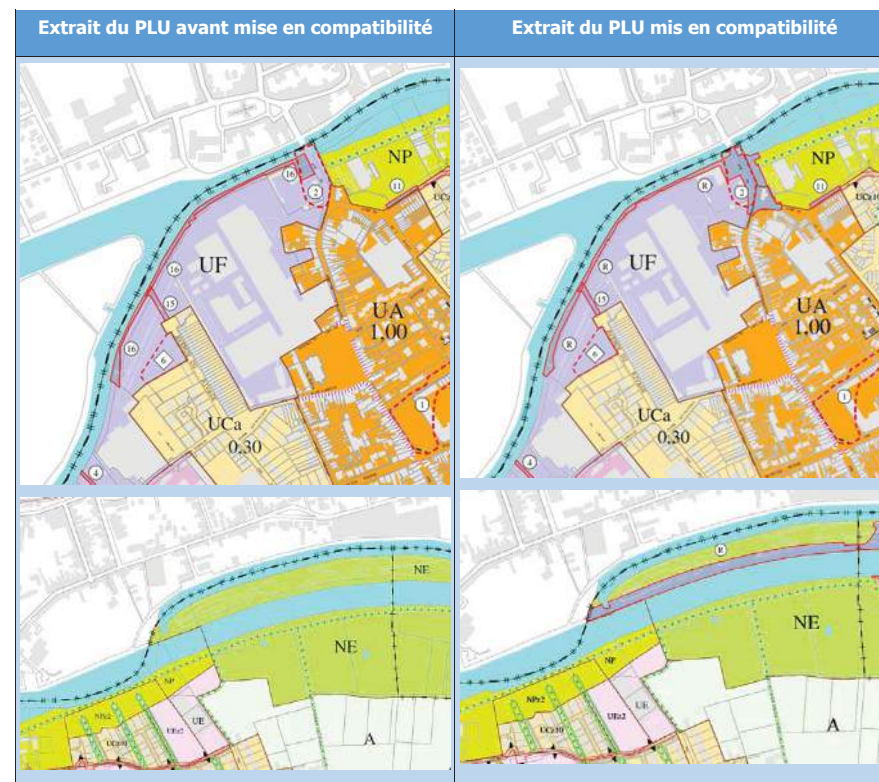 Extrait du PLU avant mise en compatibilité
Extrait du PLU mis en compatibilité
NP
16
2
11
UCa
16
UF
15
UA
1.00
16
6
UCa
0.30
1
4
NP
R
2
11
R
UF
15
UA
1.00
R
6
UCa
0.30
1
4
NE
NE
NP
UE
A
R
NE
NP
UE
A